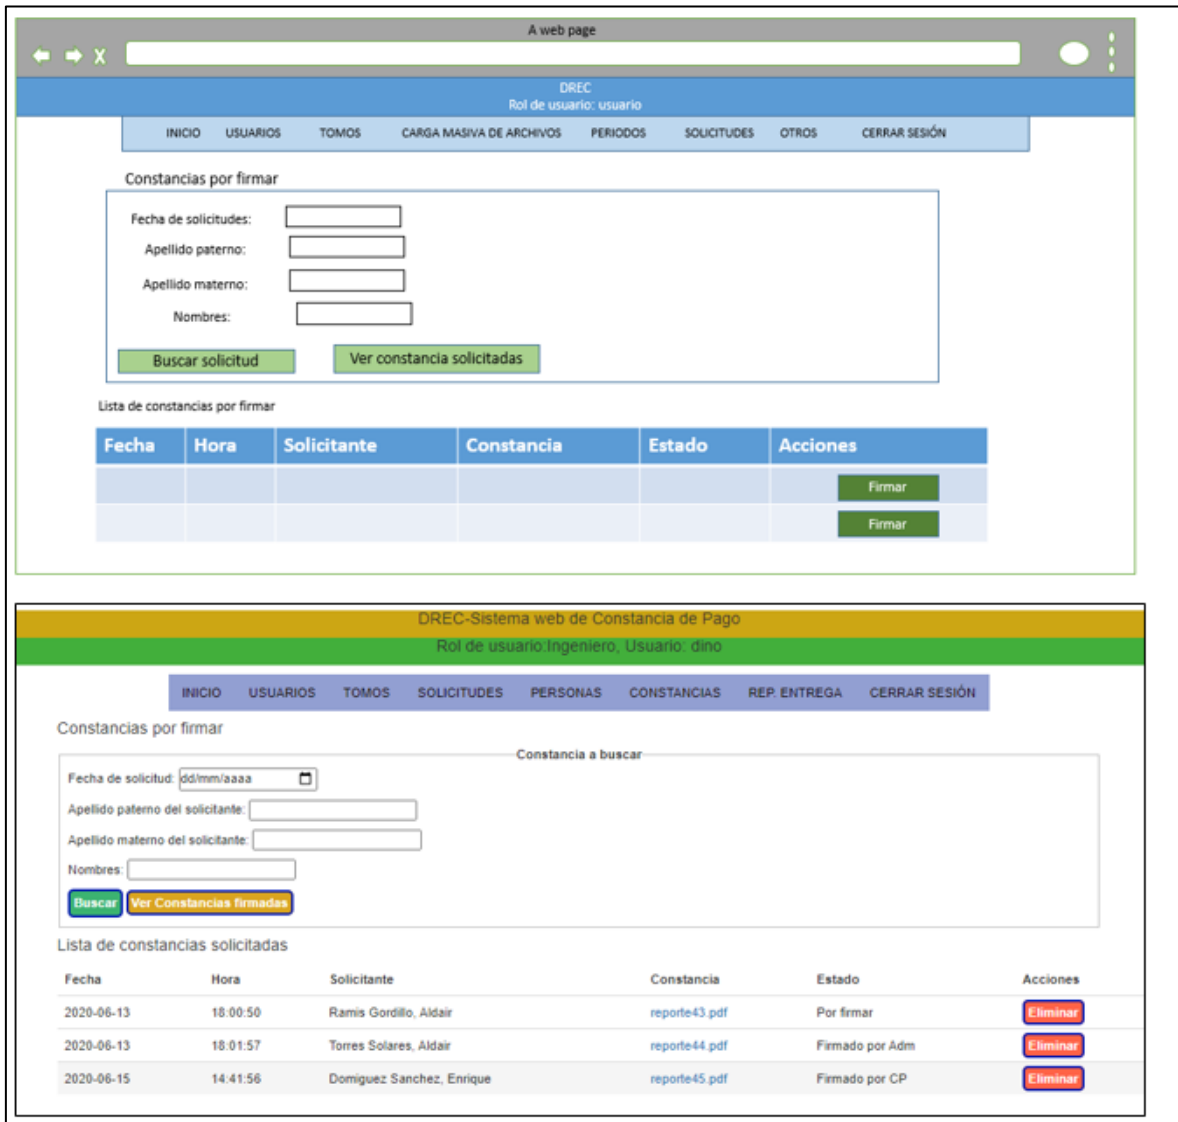 A web page
X
DREC
Rol de usuario: usuario
INICIO USUARIOS TOMOS CARGA MASIVA DE ARCHIVOS PERIODOS SOLICITUDES OTROS CERRAR SESIÓN
Constancias por firmar
Fecha de solicitudes:
Apellido paterno:
Apellido materno:
Nombres:
Buscar solicitud Ver constancia solicitadas
Lista de constancias por firmar
Fecha Hora Solicitante Constancia Estado Acciones
Firmar
Firmar
DREC-Sistema web de Constancia de Pago
Rol de usuario:Ingeniero, Usuario: dino
INICIO USUARIOS TOMOS SOLICITUDES PERSONAS CONSTANCIAS REP. ENTREGA CERRAR SESIÓN
Constancias por firmar
Constancia a buscar
Fecha de solicitud: dd/mm/aaaa
Apellido paterno del solicitante:
Apellido materno del solicitante:
Nombres:
Buscar Ver Constancias firmadas
Lista de constancias solicitadas
Fecha Hora Solicitante Constancia Estado Acciones
2020-06-13 18:00:50 Ramis Gordillo, Aldair reporte43.pdf Por firmar Eliminar
2020-06-13 18:01:57 Torres Solares, Aldair reporte44.pdf Firmado por Adm Eliminar
2020-06-15 14:41:56 Domiguez Sanchez, Enrique reporte45.pdf Firmado por CP Eliminar